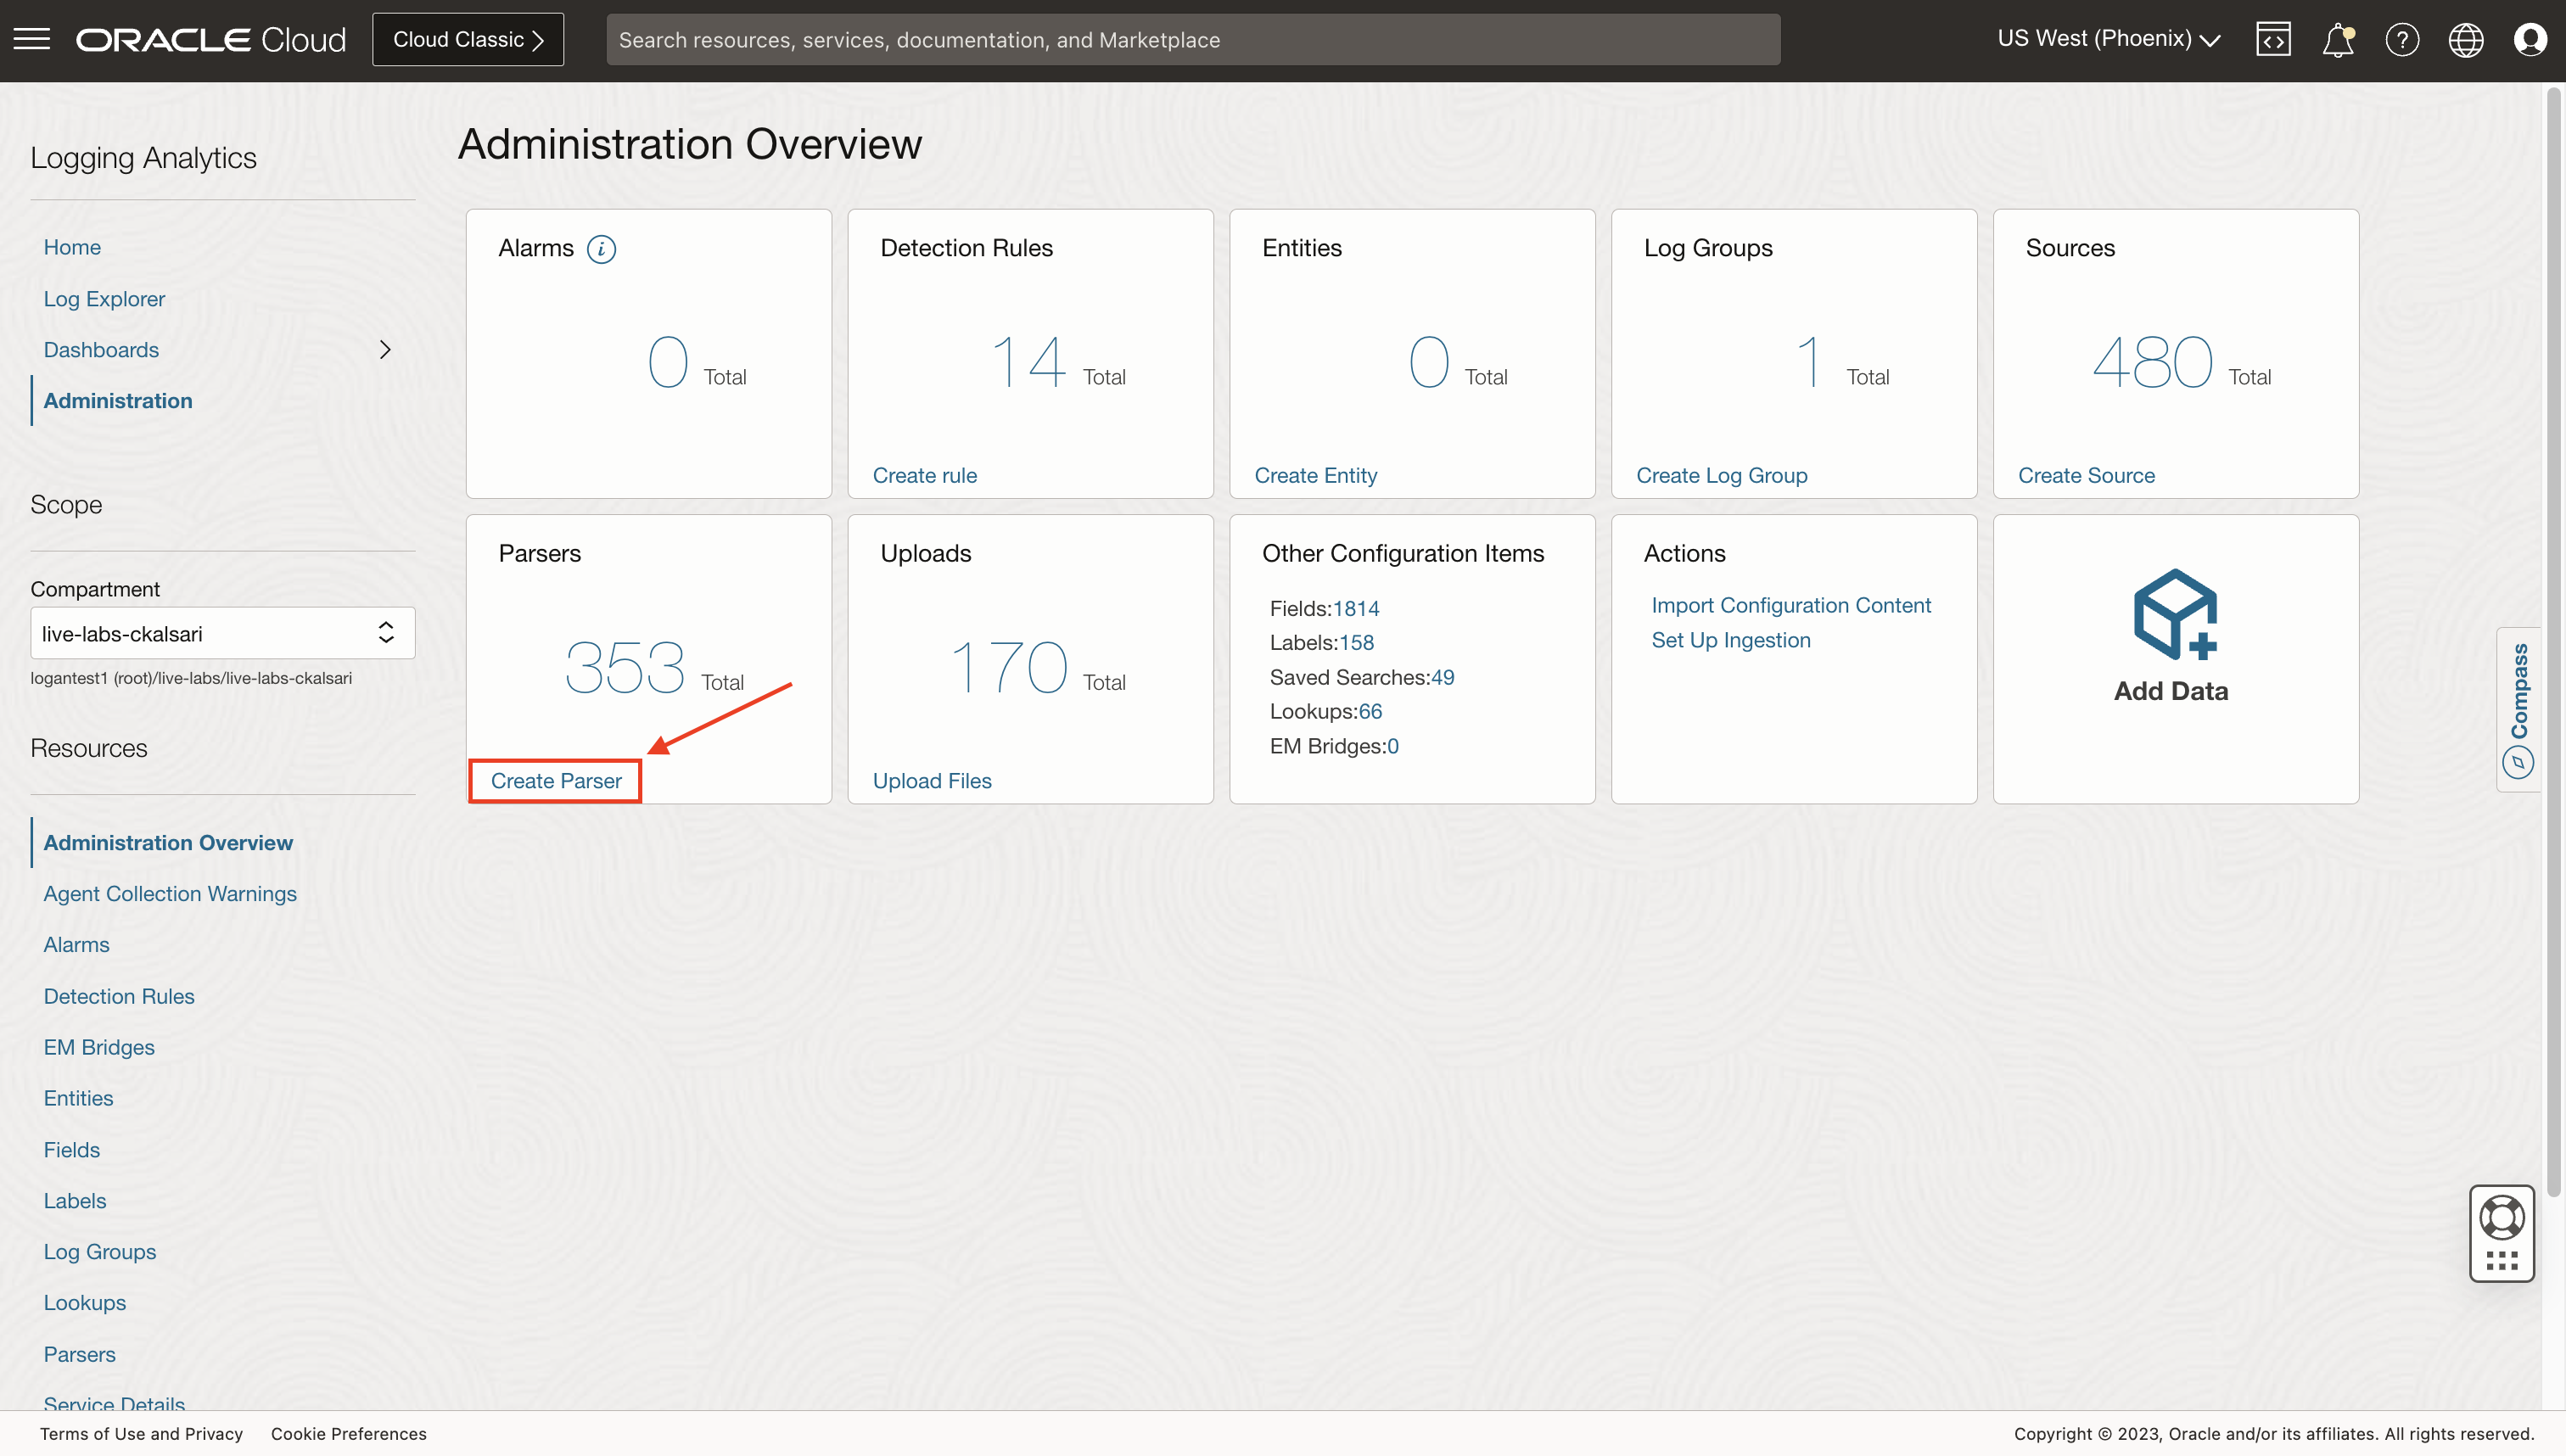 ORACLE Cloud
Cloud Classic
Search resources, services, documentation, and Marketplace
US West (Phoenix)
Logging Analytics
Home
Log Explorer
Dashboards
Administration
Scope
Compartment
live-labs-ckalsari
logantest1 (root)/live-labs/live-labs-ckalsari
Resources
Administration Overview
Agent Collection Warnings
Alarms
Detection Rules
EM Bridges
Entities
Fields
Labels
Log Groups
Lookups
Parsers
Service Details
Administration Overview
Alarms
0 Total
Detection Rules
14 Total
Create rule
Entities
0 Total
Create Entity
Log Groups
1 Total
Create Log Group
Sources
480 Total
Create Source
Parsers
353 Total
Create Parser
Uploads
170 Total
Upload Files
Other Configuration Items
Fields:1814
Labels:158
Saved Searches:49
Lookups:66
EM Bridges:0
Actions
Import Configuration Content
Set Up Ingestion
Add Data
Compass
Terms of Use and Privacy
Cookie Preferences
Copyright © 2023, Oracle and/or its affiliates. All rights reserved.